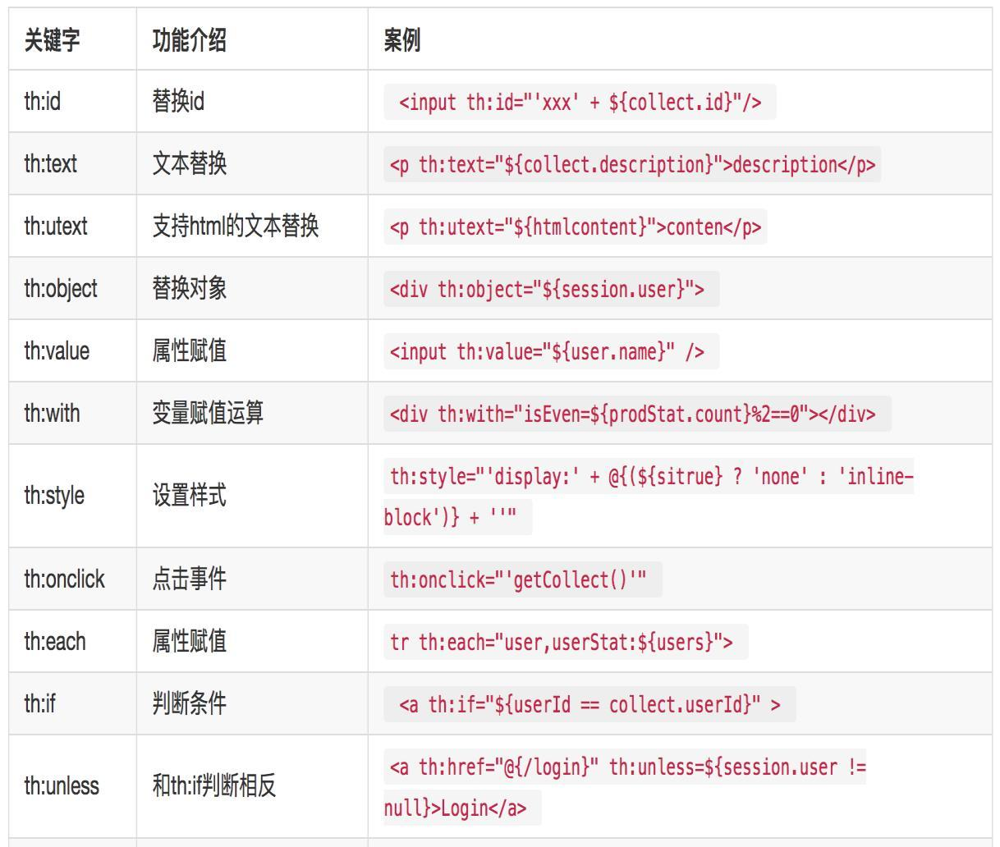 关键字 功能介绍 案例
th:id 替换id <input th:id="'xxx' + ${collect.id}"/>
th:text 文本替换 <p th:text="${collect.description}">description</p>
th:utext 支持html的文本替换 <p th:utext="${htmlcontent}">conten</p>
th:object 替换对象 <div th:object="${session.user}">
th:value 属性赋值 <input th:value="${user.name}" />
th:with 变量赋值运算 <div th:with="isEven=${prodStat.count}%2==0"></div>
th:style 设置样式 th:style="'display:' + @{(${sitrue} ? 'none' : 'inline-
block')} + ''"
th:onclick 点击事件 th:onclick="'getCollect()'"
th:each 属性赋值 tr th:each="user,userStat:${users}">
th:if 判断条件 <a th:if="${userId == collect.userId}" >
th:unless 和th:if判断相反 <a th:href="@{/login}" th:unless=${session.user !=
null}>Login</a>